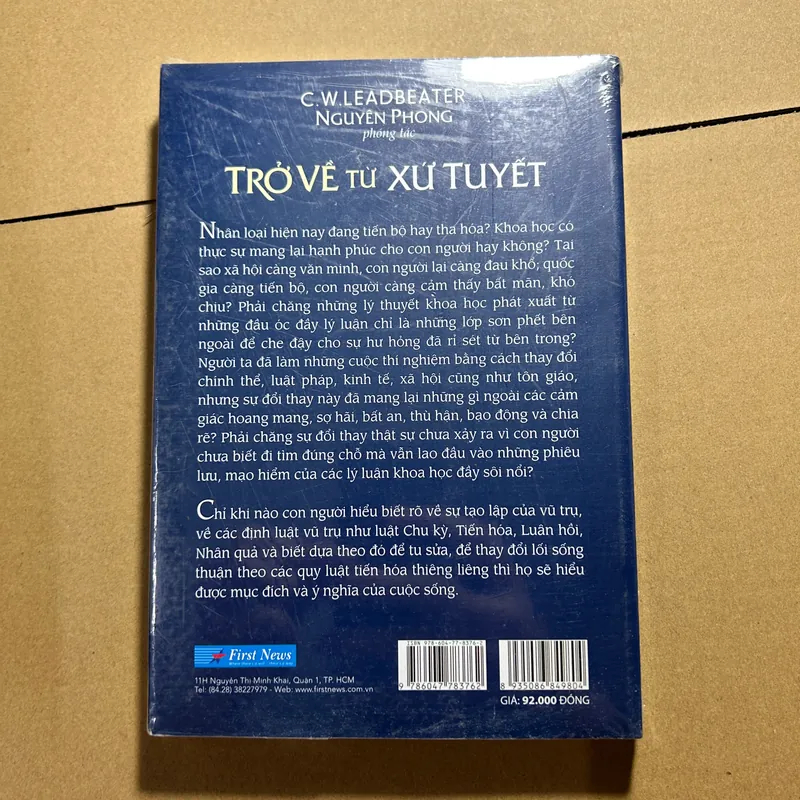 C.W.LEADBEATER
NGUYÊN PHONG
phóng tác
TRỞ VỀ TỪ XỨ TUYẾT
Nhân loại hiện nay đang tiến bộ hay tha hóa? Khoa học có
thực sự mang lại hạnh phúc cho con người hay không? Tại
sao xã hội càng văn minh, con người lại càng đau khổ; quốc
gia càng tiến bộ, con người càng cảm thấy bất mãn, khó
chịu? Phải chăng những lý thuyết khoa học phát xuất từ
những đầu óc đầy lý luận chỉ là những lớp sơn phết bên
ngoài để che đậy cho sự hư hỏng đã rỉ sét từ bên trong?
Người ta đã làm những cuộc thí nghiệm bằng cách thay đổi
chính thể, luật pháp, kinh tế, xã hội cũng như tôn giáo,
nhưng sự đổi thay này đã mang lại những gì ngoài các cảm
giác hoang mang, sợ hãi, bất an, thù hận, bạo động và chia
rẽ? Phải chăng sự đổi thay thật sự chưa xảy ra vì con người
chưa biết đi tìm đúng chỗ mà vẫn lao đầu vào những phiêu
lưu, mạo hiểm của các lý luận khoa học đầy sôi nổi?
Chỉ khi nào con người hiểu biết rõ về sự tạo lập của vũ trụ,
về các định luật vũ trụ như luật Chu kỳ, Tiến hóa, Luân hồi,
Nhân quả và biết dựa theo đó để tu sửa, để thay đổi lối sống
thuận theo các quy luật tiến hóa thiêng liêng thì họ sẽ hiểu
được mục đích và ý nghĩa của cuộc sống.
First News
11H Nguyễn Thị Minh Khai, Quận 1, TP. HCM
Tel: (84.28) 38227979 - Web: www.firstnews.com.vn
ISBN: 978-604-77-8376-2
9 786047 783762
8 935086 849804
GIÁ: 92.000 ĐỒNG